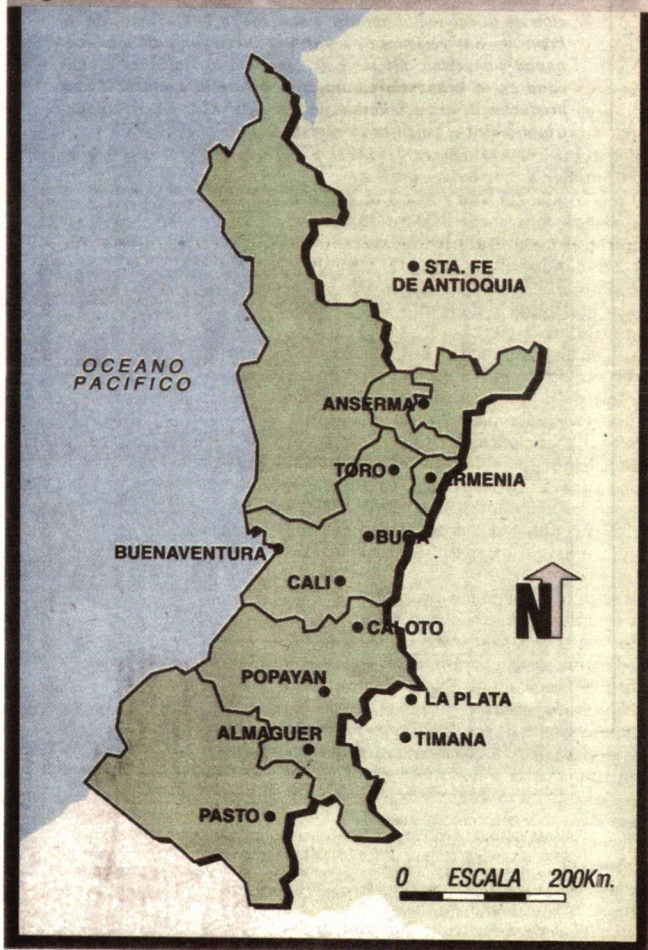 STA. FE
DE ANTIOQUIA
OCEANO
PACIFICO
ANSERMA
TORO
ARMENIA
BUGA
BUENAVENTURA
CALI
N
CALOTO
POPAYAN
LA PLATA
ALMAGUER
TIMANA
PASTO
0 ESCALA 200Km.